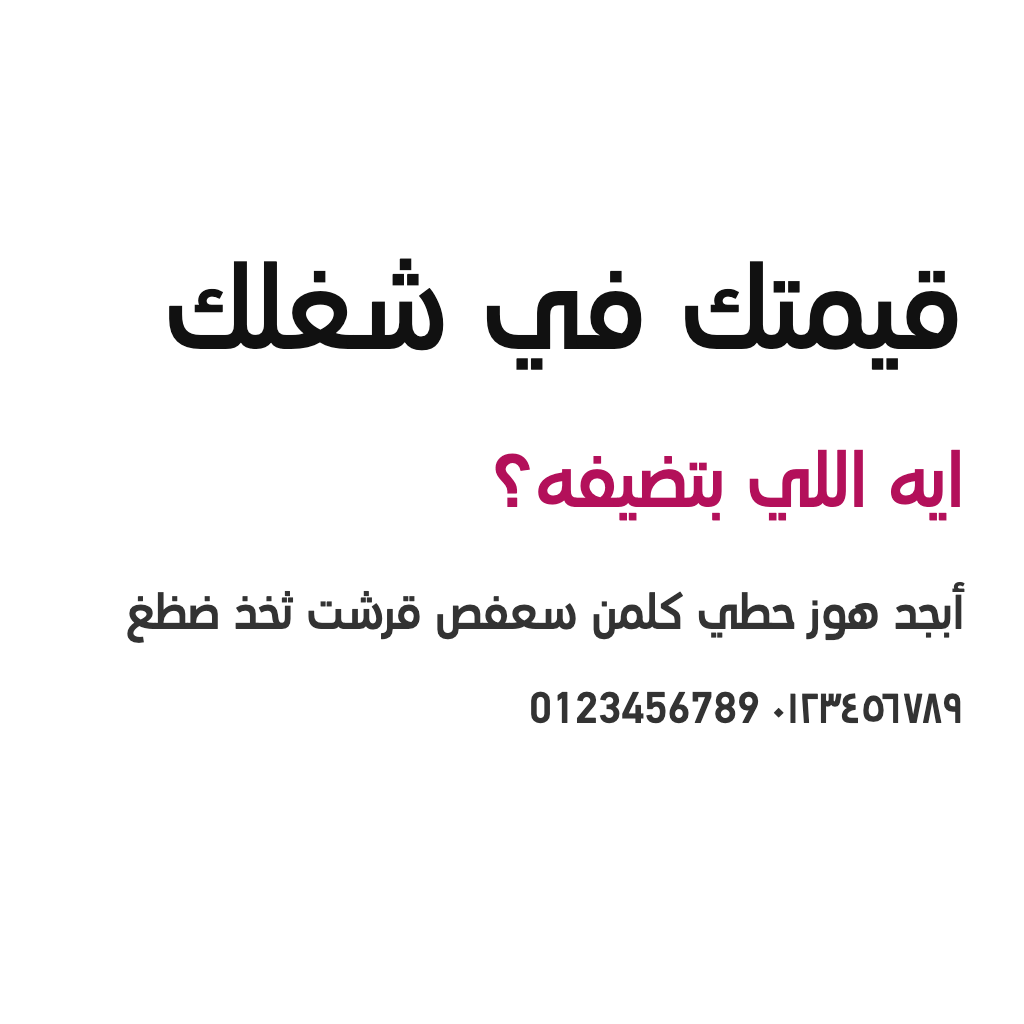 قيمتك في شغلك
ايه اللي بتضيفه؟
أبجد هوز حطي كلمن سعفص قرشت ثخذ ضظغ
٠١٢٣٤٥٦٧٨٩ 0123456789